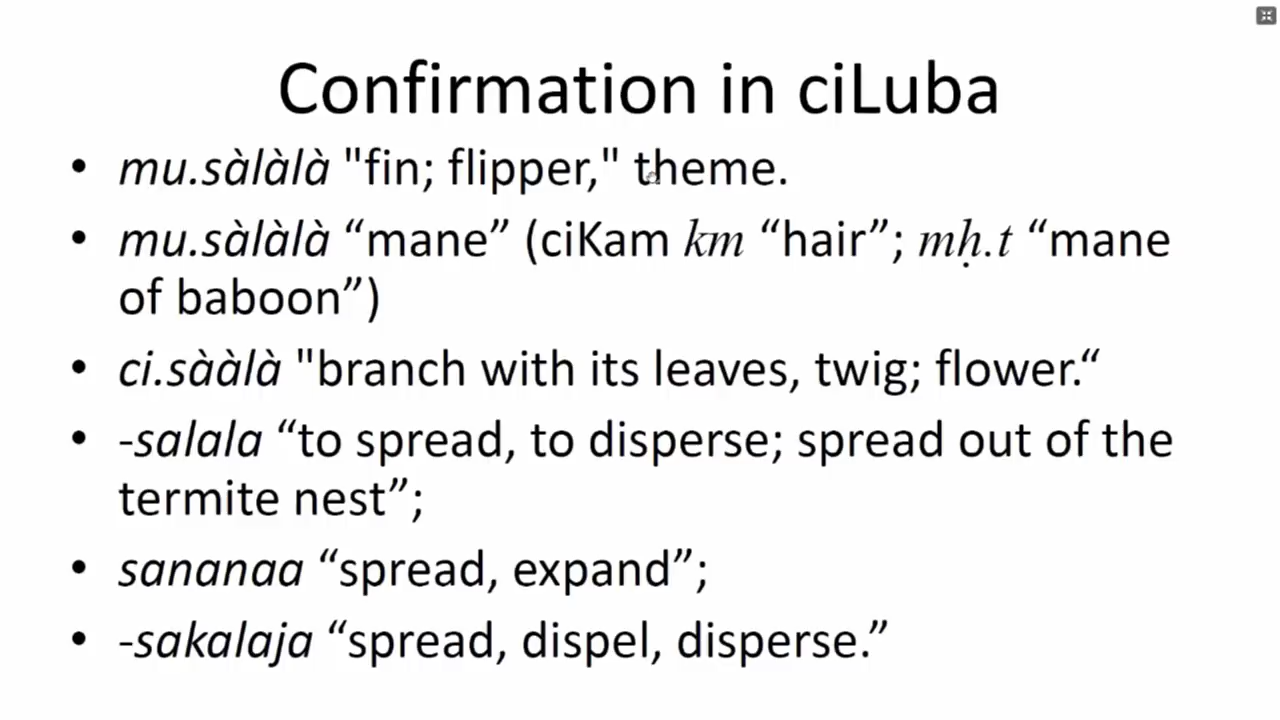 Confirmation in ciLuba
• mu.sàlàlà "fin; flipper," theme.
• mu.sàlàlà “mane” (ciKam km “hair”; mḥ.t “mane
of baboon”)
• ci.sààlà "branch with its leaves, twig; flower.“
• -salala “to spread, to disperse; spread out of the
termite nest”;
• sananaa “spread, expand”;
• -sakalaja “spread, dispel, disperse.”